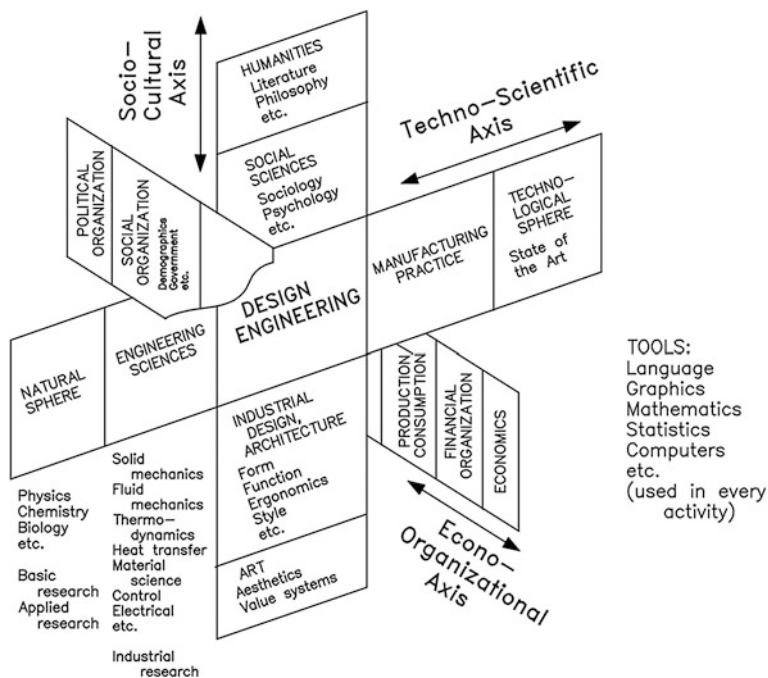 Socio-
Cultural
Axis
HUMANITIES
Literature
Philosophy
etc.
SOCIAL
SCIENCES
Sociology
Psychology
etc.
Techno-Scientific
Axis
POLITICAL
ORGANIZATION
SOCIAL
ORGANIZATION
Demographics
Government
etc.
DESIGN
ENGINEERING
MANUFACTURING
PRACTICE
TECHNO-
LOGICAL
SPHERE
State of
the Art
NATURAL
SPHERE
ENGINEERING
SCIENCES
Physics
Chemistry
Biology
etc.
Basic
research
Applied
research
Solid
mechanics
Fluid
mechanics
Thermo-
dynamics
Heat transfer
Material
science
Control
Electrical
etc.
Industrial
research
INDUSTRIAL
DESIGN,
ARCHITECTURE
Form
Function
Ergonomics
Style
etc.
ART
Aesthetics
Value systems
PRODUCTION
CONSUMPTION
FINANCIAL
ORGANIZATION
ECONOMICS
Econo-
Organizational
Axis
TOOLS:
Language
Graphics
Mathematics
Statistics
Computers
etc.
(used in every
activity)